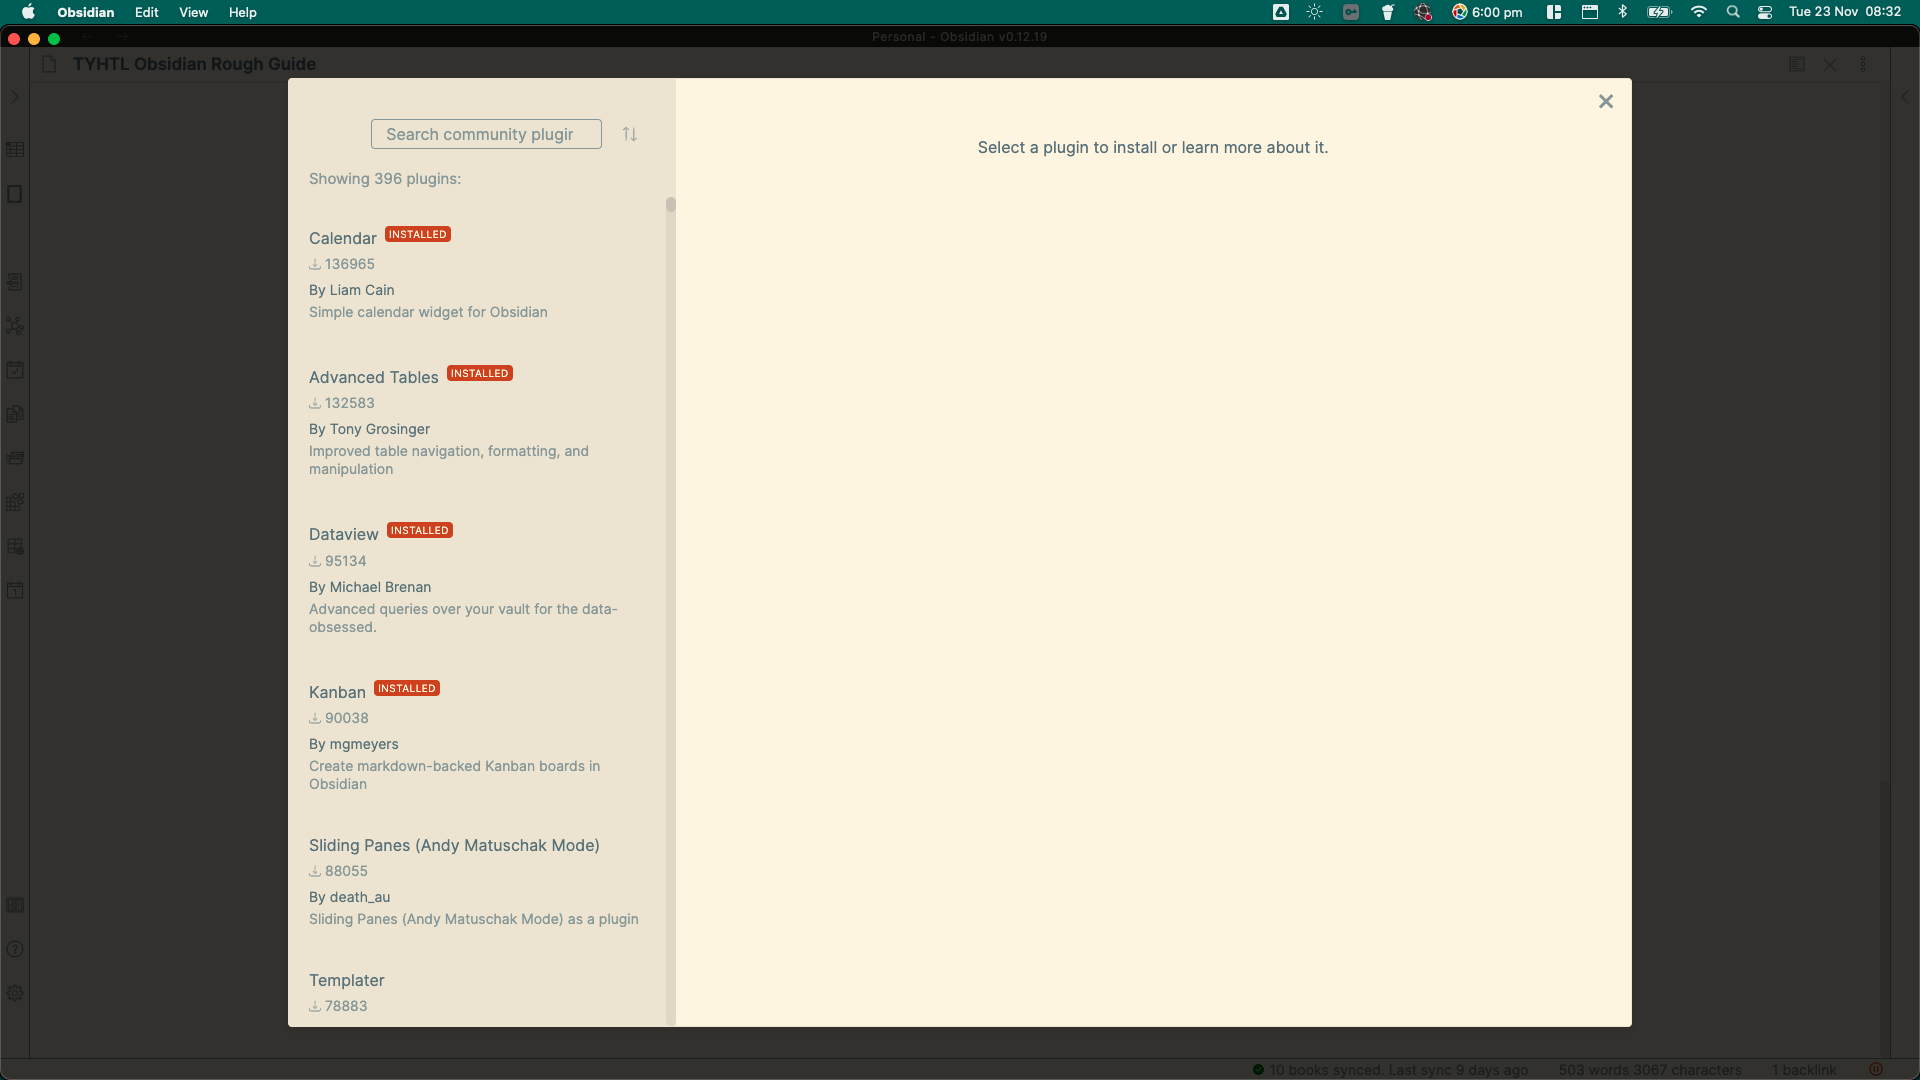 Obsidian Edit View Help
6:00 pm
Tue 23 Nov 08:32
Personal - Obsidian v0.12.19
TYHTL Obsidian Rough Guide
Search community plugin
Showing 396 plugins:
Select a plugin to install or learn more about it.
Calendar INSTALLED
136965
By Liam Cain
Simple calendar widget for Obsidian
Advanced Tables INSTALLED
132583
By Tony Grosinger
Improved table navigation, formatting, and
manipulation
Dataview INSTALLED
95134
By Michael Brenan
Advanced queries over your vault for the data-
obsessed.
Kanban INSTALLED
90038
By mgmeyers
Create markdown-backed Kanban boards in
Obsidian
Sliding Panes (Andy Matuschak Mode)
88055
By death_au
Sliding Panes (Andy Matuschak Mode) as a plugin
Templater
78883
10 books synced. Last sync 9 days ago
503 words 3067 characters
1 backlink